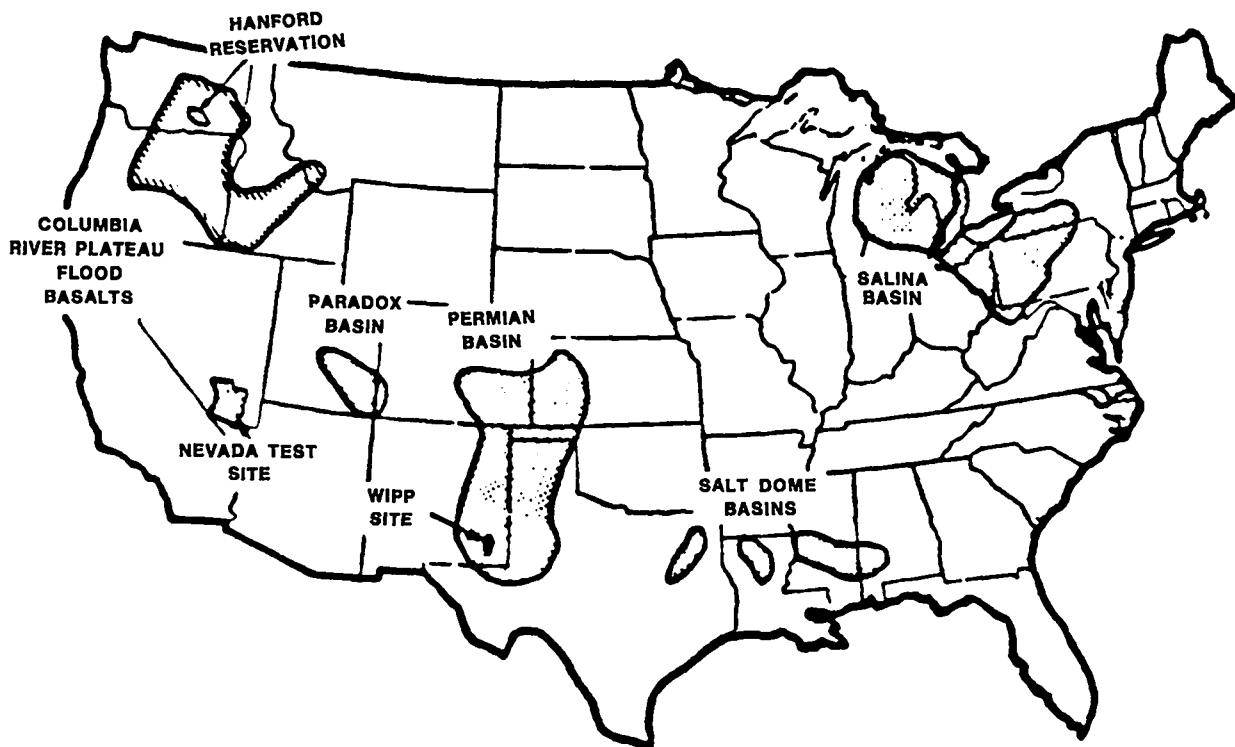 HANFORD
RESERVATION
COLUMBIA
RIVER PLATEAU
FLOOD
BASALTS
PARADOX
BASIN
PERMIAN
BASIN
SALINA
BASIN
NEVADA TEST
SITE
WIPP
SITE
SALT DOME
BASINS